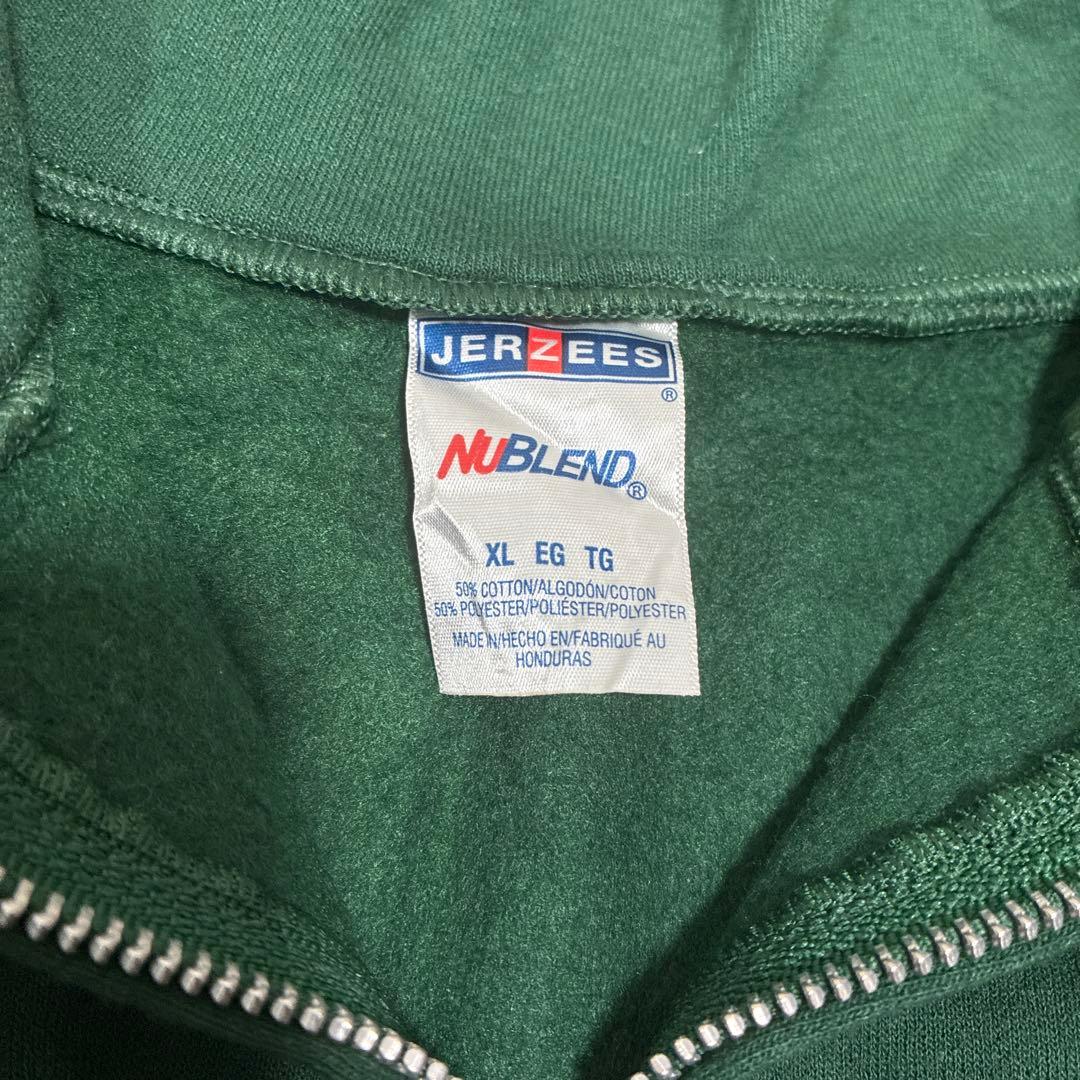 JERZEES
®
NUBLEND®
XL EG TG
50% COTTON/ALGODÓN/COTON
50% POLYESTER/POLIÉSTER/POLYESTER
MADE IN/HECHO EN/FABRIQUÉ AU
HONDURAS